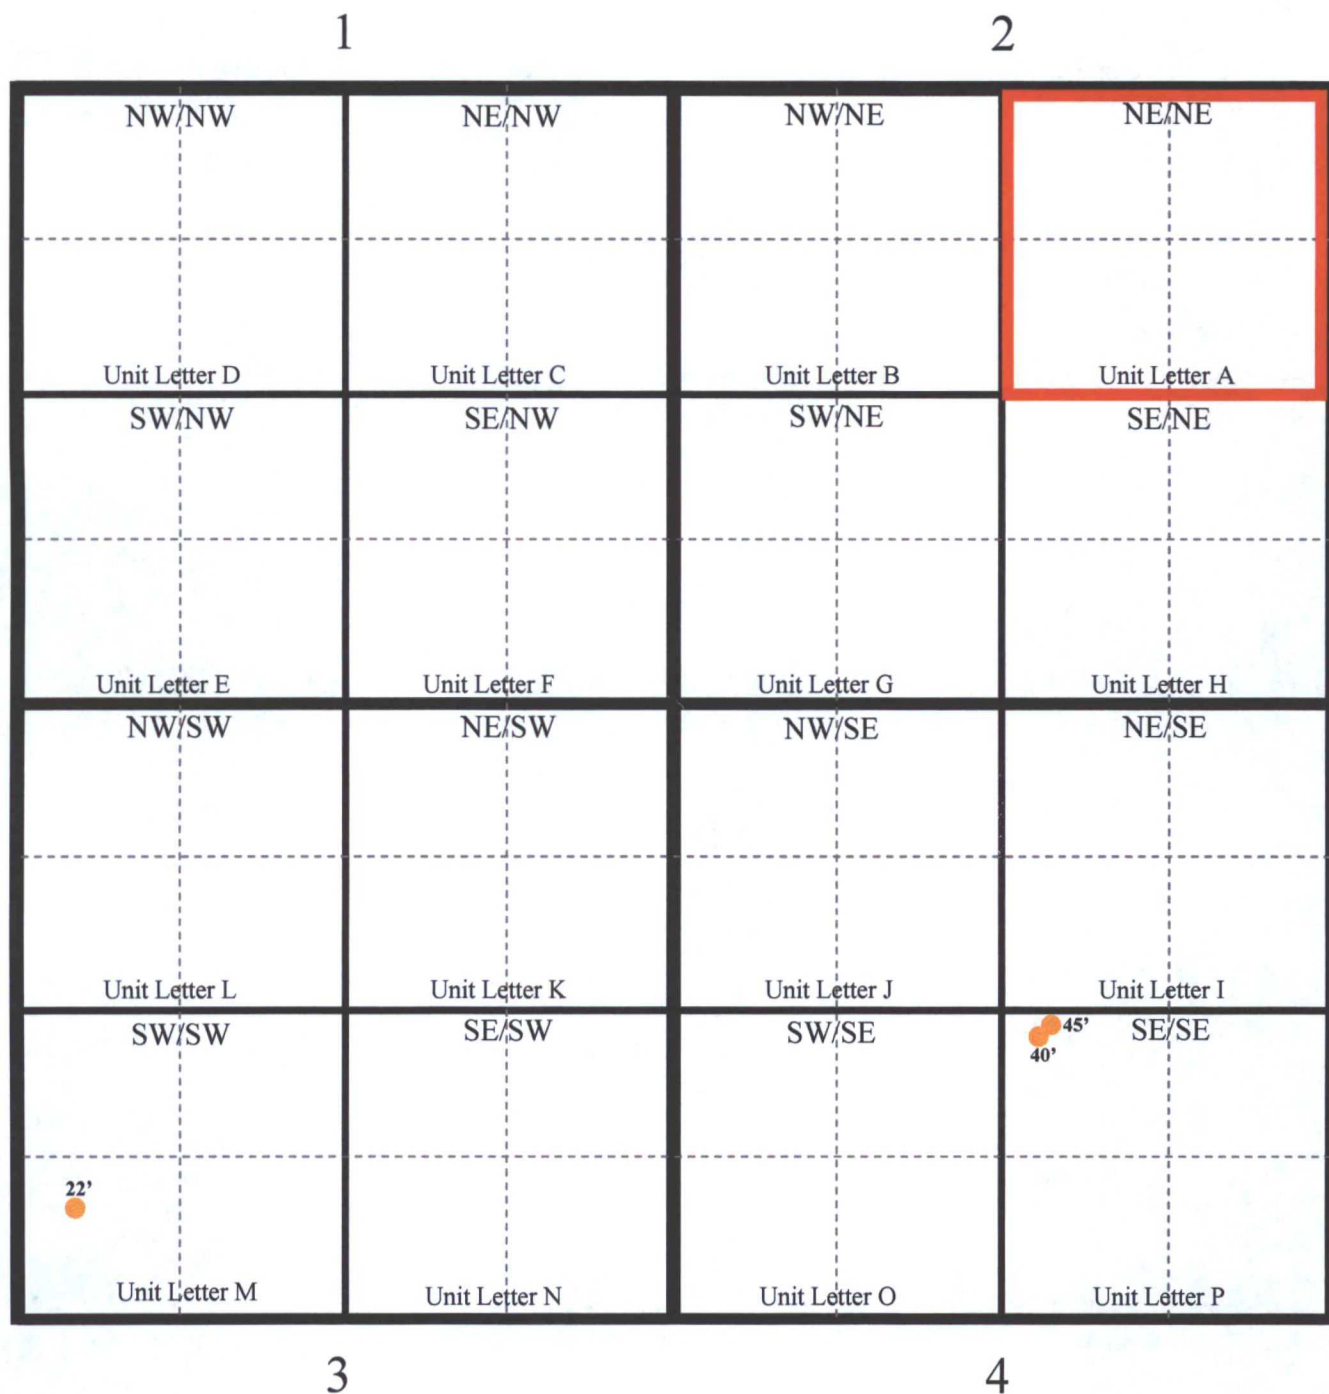 1 2
NW/NW NE/NW NW/NE NE/NE
Unit Letter D Unit Letter C Unit Letter B Unit Letter A
SW/NW SE/NW SW/NE SE/NE
Unit Letter E Unit Letter F Unit Letter G Unit Letter H
NW/SW NE/SW NW/SE NE/SE
Unit Letter L Unit Letter K Unit Letter J Unit Letter I
SW/SW SE/SW SW/SE 45' SE/SE
40'
22'
Unit Letter M Unit Letter N Unit Letter O Unit Letter P
3 4